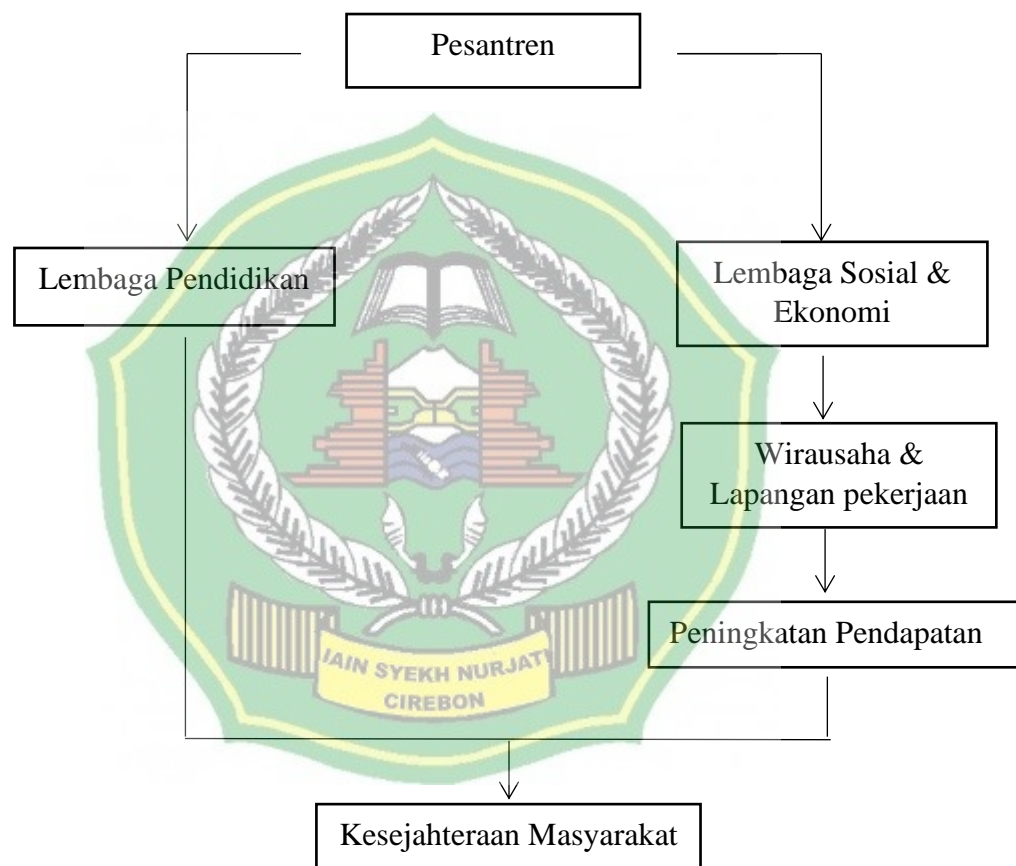 Pesantren
Lembaga Pendidikan
Lembaga Sosial &
Ekonomi
Wirausaha &
Lapangan pekerjaan
Peningkatan Pendapatan
IAIN SYEKH NURJATI
CIREBON
Kesejahteraan Masyarakat